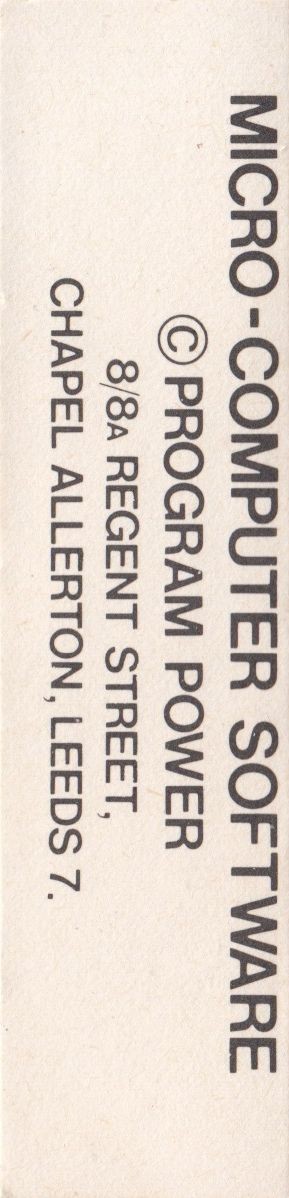 MICRO-COMPUTER SOFTWARE
© PROGRAM POWER
8/8A REGENT STREET,
CHAPEL ALLERTON, LEEDS 7.